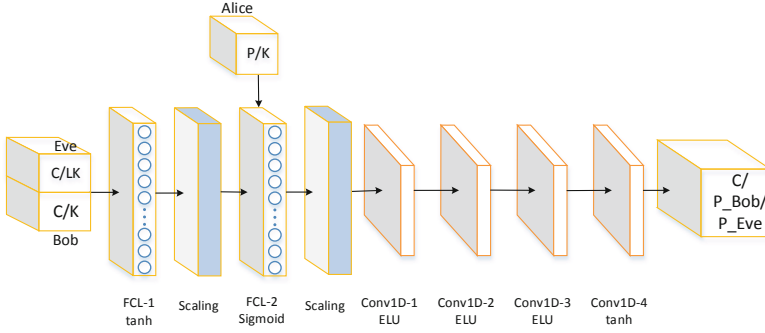 Alice
P/K
Eve
C/LK
C/K
Bob
C/
P_Bob/
P_Eve
FCL-1
tanh
Scaling
FCL-2
Sigmoid
Scaling
Conv1D-1
ELU
Conv1D-2
ELU
Conv1D-3
ELU
Conv1D-4
tanh